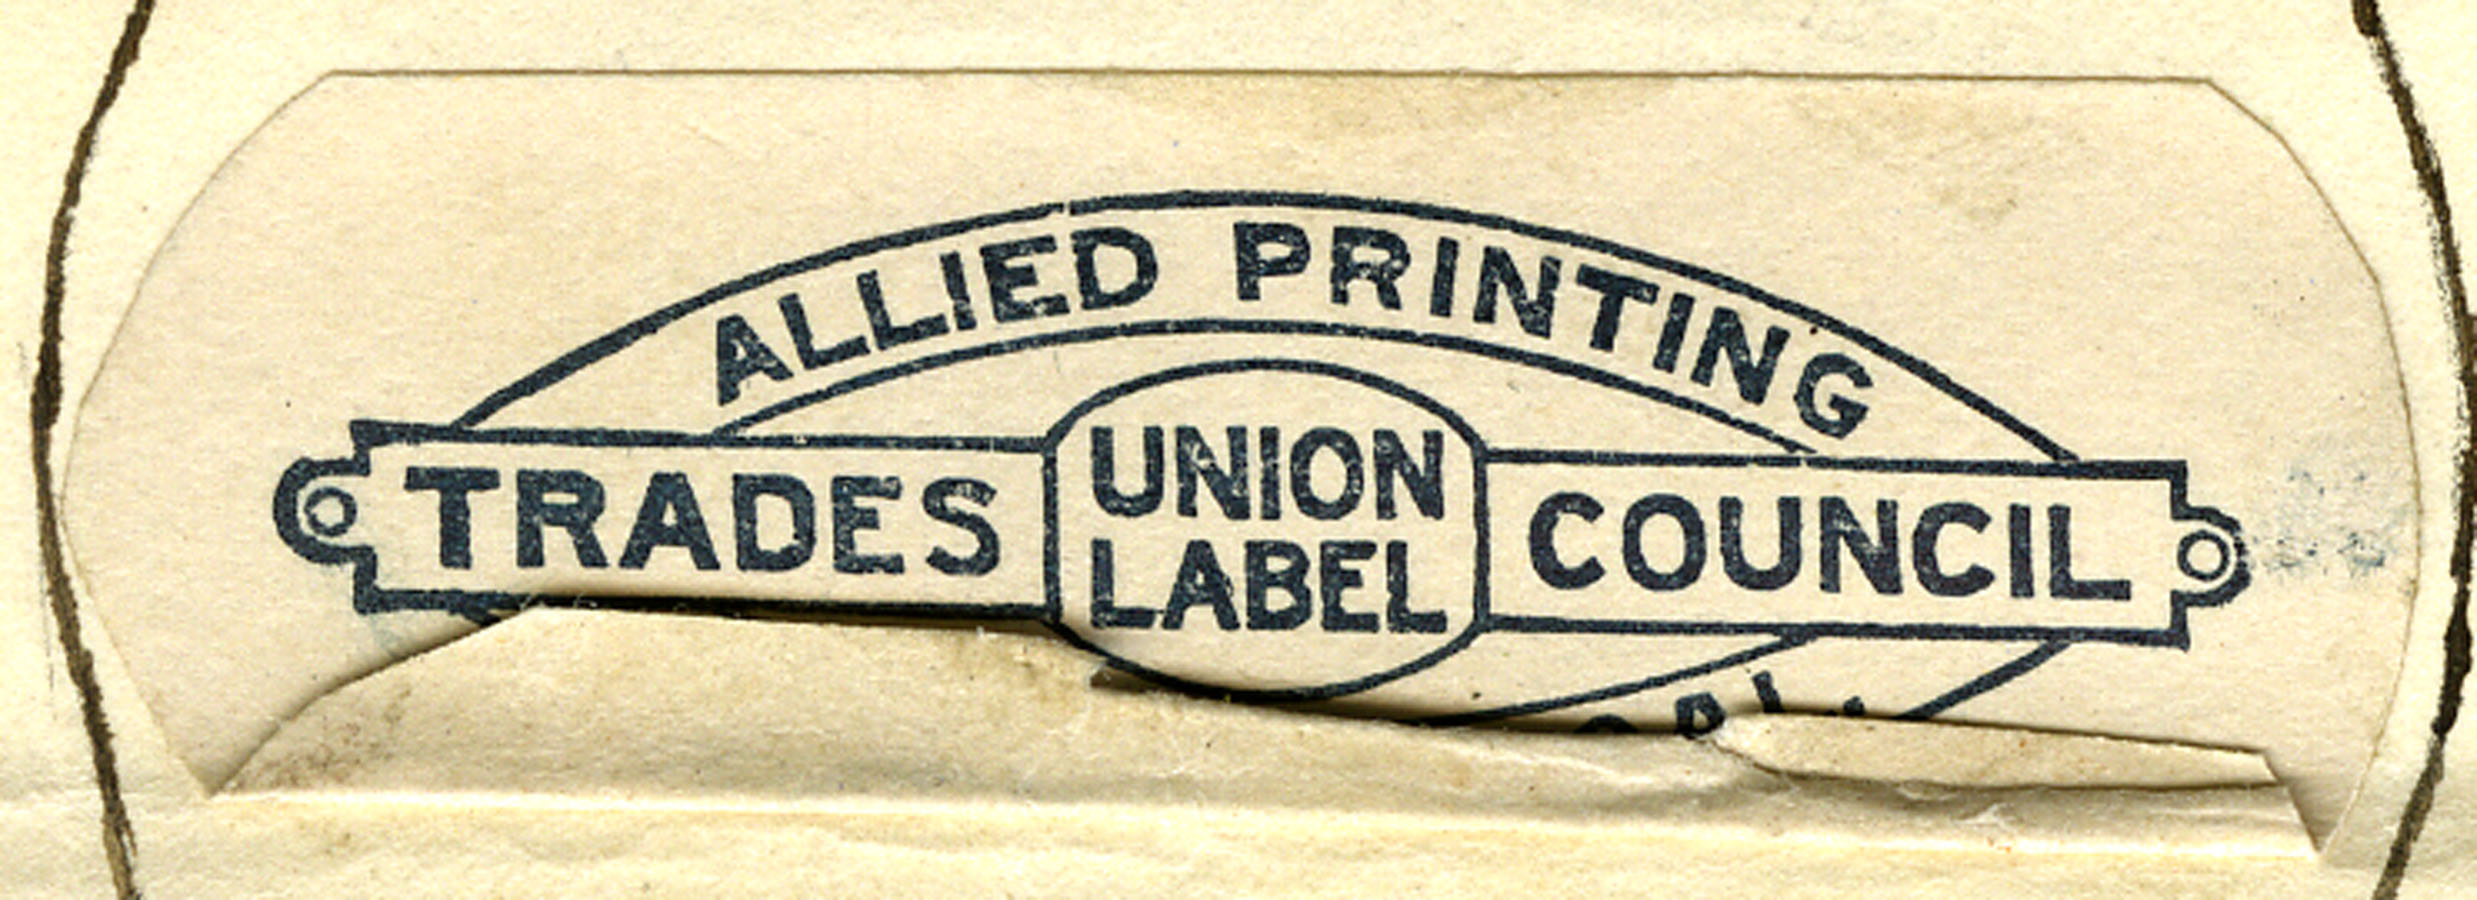 ALLIED PRINTING
TRADES UNION LABEL COUNCIL